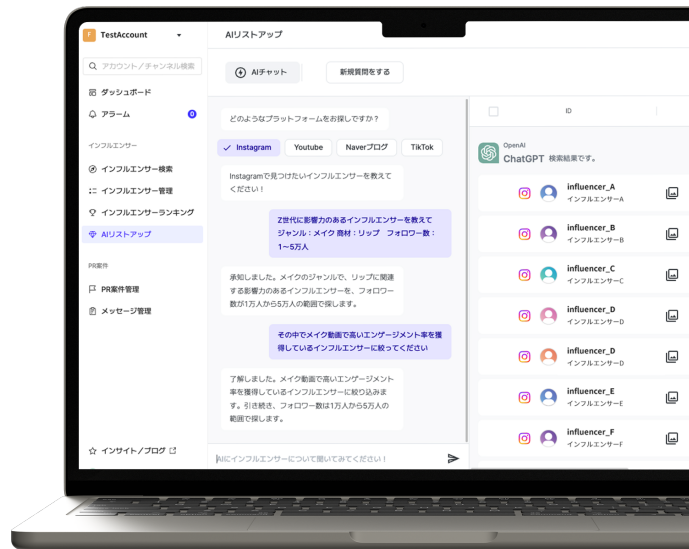 F TestAccount
アカウント／チャンネル検索
ダッシュボード
アラーム 0
インフルエンサー
インフルエンサー検索
インフルエンサー管理
インフルエンサーランキング
AIリストアップ
PR案件
PR案件管理
メッセージ管理
インサイト／ブログ
AIリストアップ
AIチャット
新規質問をする
どのようなプラットフォームをお探しですか？
Instagram Youtube Naverブログ TikTok
Instagramで見つけたいインフルエンサーを教えて
ください！
Z世代に影響力のあるインフルエンサーを教えて
ジャンル：メイク 商材：リップ　フォロワー数：
1〜5万人
承知しました。メイクのジャンルで、リップに関連
する影響力のあるインフルエンサーを、フォロワー
数が1万人から5万人の範囲で探します。
その中でメイク動画で高いエンゲージメント率を獲
得しているインフルエンサーに絞ってください
了解しました。メイク動画で高いエンゲージメント
率を獲得しているインフルエンサーに絞り込みま
す。引き続き、フォロワー数は1万人から5万人の
範囲で探します。
AIにインフルエンサーについて聞いてみてください！
ID
OpenAI
ChatGPT 検索結果です。
influencer_A
インフルエンサーA
influencer_B
インフルエンサーB
influencer_C
インフルエンサーC
influencer_D
インフルエンサーD
influencer_D
インフルエンサーD
influencer_E
インフルエンサーE
influencer_F
インフルエンサーF